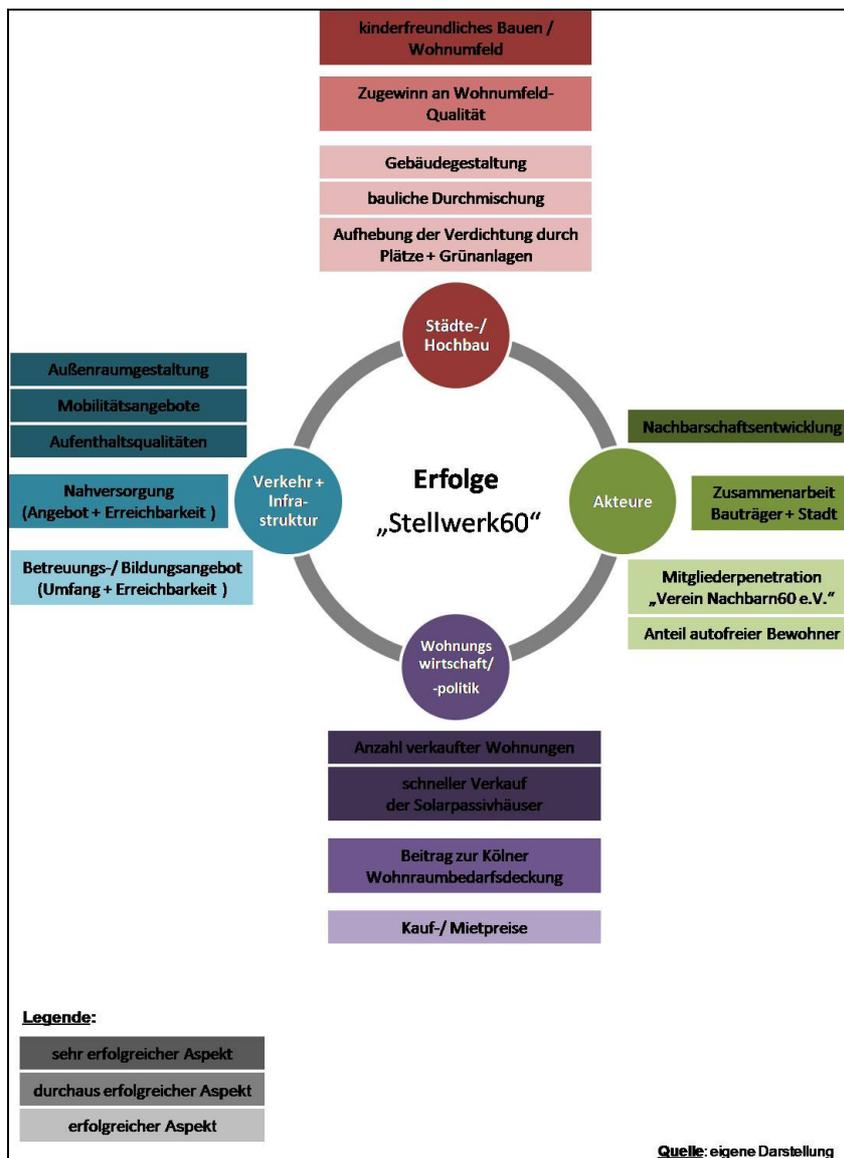 kinderfreundliches Bauen /
Wohnumfeld
Zugewinn an Wohnumfeld-
Qualität
Gebäudegestaltung
bauliche Durchmischung
Aufhebung der Verdichtung durch
Plätze + Grünanlagen
Städte-/
Hochbau
Außenraumgestaltung
Mobilitätsangebote
Aufenthaltsqualitäten
Nahversorgung
(Angebot + Erreichbarkeit )
Betreuungs-/ Bildungsangebot
(Umfang + Erreichbarkeit )
Verkehr +
Infra-
struktur
Erfolge
„Stellwerk60“
Akteure
Nachbarschaftsentwicklung
Zusammenarbeit
Bauträger + Stadt
Mitgliederpenetration
„Verein Nachbarn60 e.V.“
Anteil autofreier Bewohner
Wohnungs
wirtschaft/
-politik
Anzahl verkaufter Wohnungen
schneller Verkauf
der Solarpassivhäuser
Beitrag zur Kölner
Wohnraumbedarfsdeckung
Kauf-/ Mietpreise
Legende:
sehr erfolgreicher Aspekt
durchaus erfolgreicher Aspekt
erfolgreicher Aspekt
Quelle: eigene Darstellung